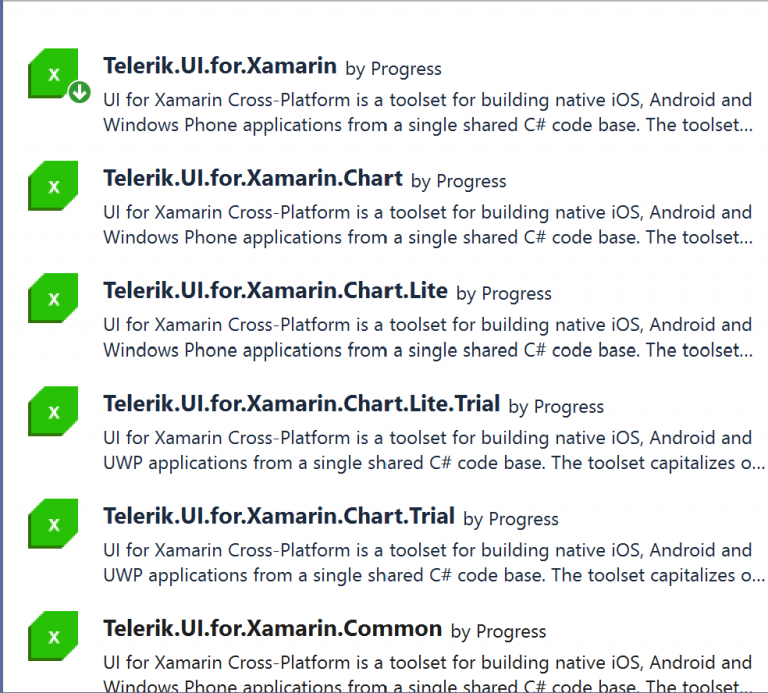 X
Telerik.UI.for.Xamarin by Progress
UI for Xamarin Cross-Platform is a toolset for building native iOS, Android and
Windows Phone applications from a single shared C# code base. The toolset...
X
Telerik.UI.for.Xamarin.Chart by Progress
UI for Xamarin Cross-Platform is a toolset for building native iOS, Android and
Windows Phone applications from a single shared C# code base. The toolset...
X
Telerik.UI.for.Xamarin.Chart.Lite by Progress
UI for Xamarin Cross-Platform is a toolset for building native iOS, Android and
Windows Phone applications from a single shared C# code base. The toolset...
X
Telerik.UI.for.Xamarin.Chart.Lite.Trial by Progress
UI for Xamarin Cross-Platform is a toolset for building native iOS, Android and
UWP applications from a single shared C# code base. The toolset capitalizes o...
X
Telerik.UI.for.Xamarin.Chart.Trial by Progress
UI for Xamarin Cross-Platform is a toolset for building native iOS, Android and
UWP applications from a single shared C# code base. The toolset capitalizes o...
X
Telerik.UI.for.Xamarin.Common by Progress
UI for Xamarin Cross-Platform is a toolset for building native iOS, Android and
Windows Phone applications from a single shared C# code base. The toolset...